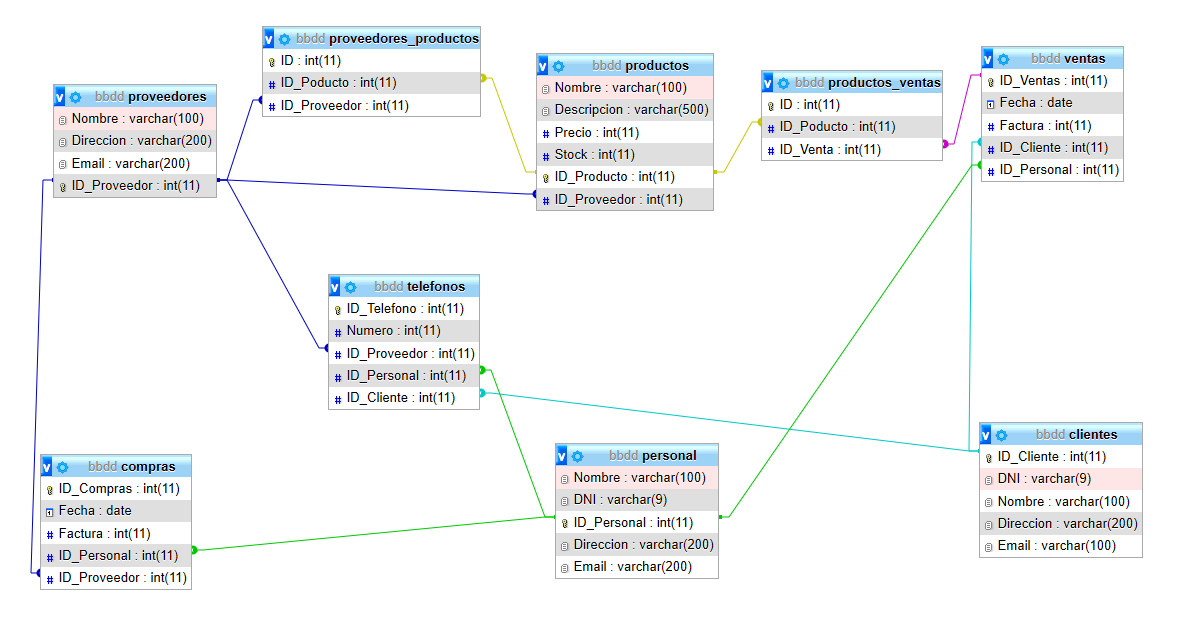 bbdd proveedores_productos
ID : int(11)
ID_Poducto : int(11)
ID_Proveedor : int(11)
bbdd productos
Nombre : varchar(100)
Descripcion : varchar(500)
Precio : int(11)
Stock : int(11)
ID_Producto : int(11)
ID_Proveedor : int(11)
bbdd productos_ventas
ID : int(11)
ID_Poducto : int(11)
ID_Venta : int(11)
bbdd ventas
ID_Ventas : int(11)
Fecha : date
Factura : int(11)
ID_Cliente : int(11)
ID_Personal : int(11)
bbdd proveedores
Nombre : varchar(100)
Direccion : varchar(200)
Email : varchar(200)
ID_Proveedor : int(11)
bbdd telefonos
ID_Telefono : int(11)
Numero : int(11)
ID_Proveedor : int(11)
ID_Personal : int(11)
ID_Cliente : int(11)
bbdd compras
ID_Compras : int(11)
Fecha : date
Factura : int(11)
ID_Personal : int(11)
ID_Proveedor : int(11)
bbdd personal
Nombre : varchar(100)
DNI : varchar(9)
ID_Personal : int(11)
Direccion : varchar(200)
Email : varchar(200)
bbdd clientes
ID_Cliente : int(11)
DNI : varchar(9)
Nombre : varchar(100)
Direccion : varchar(200)
Email : varchar(100)